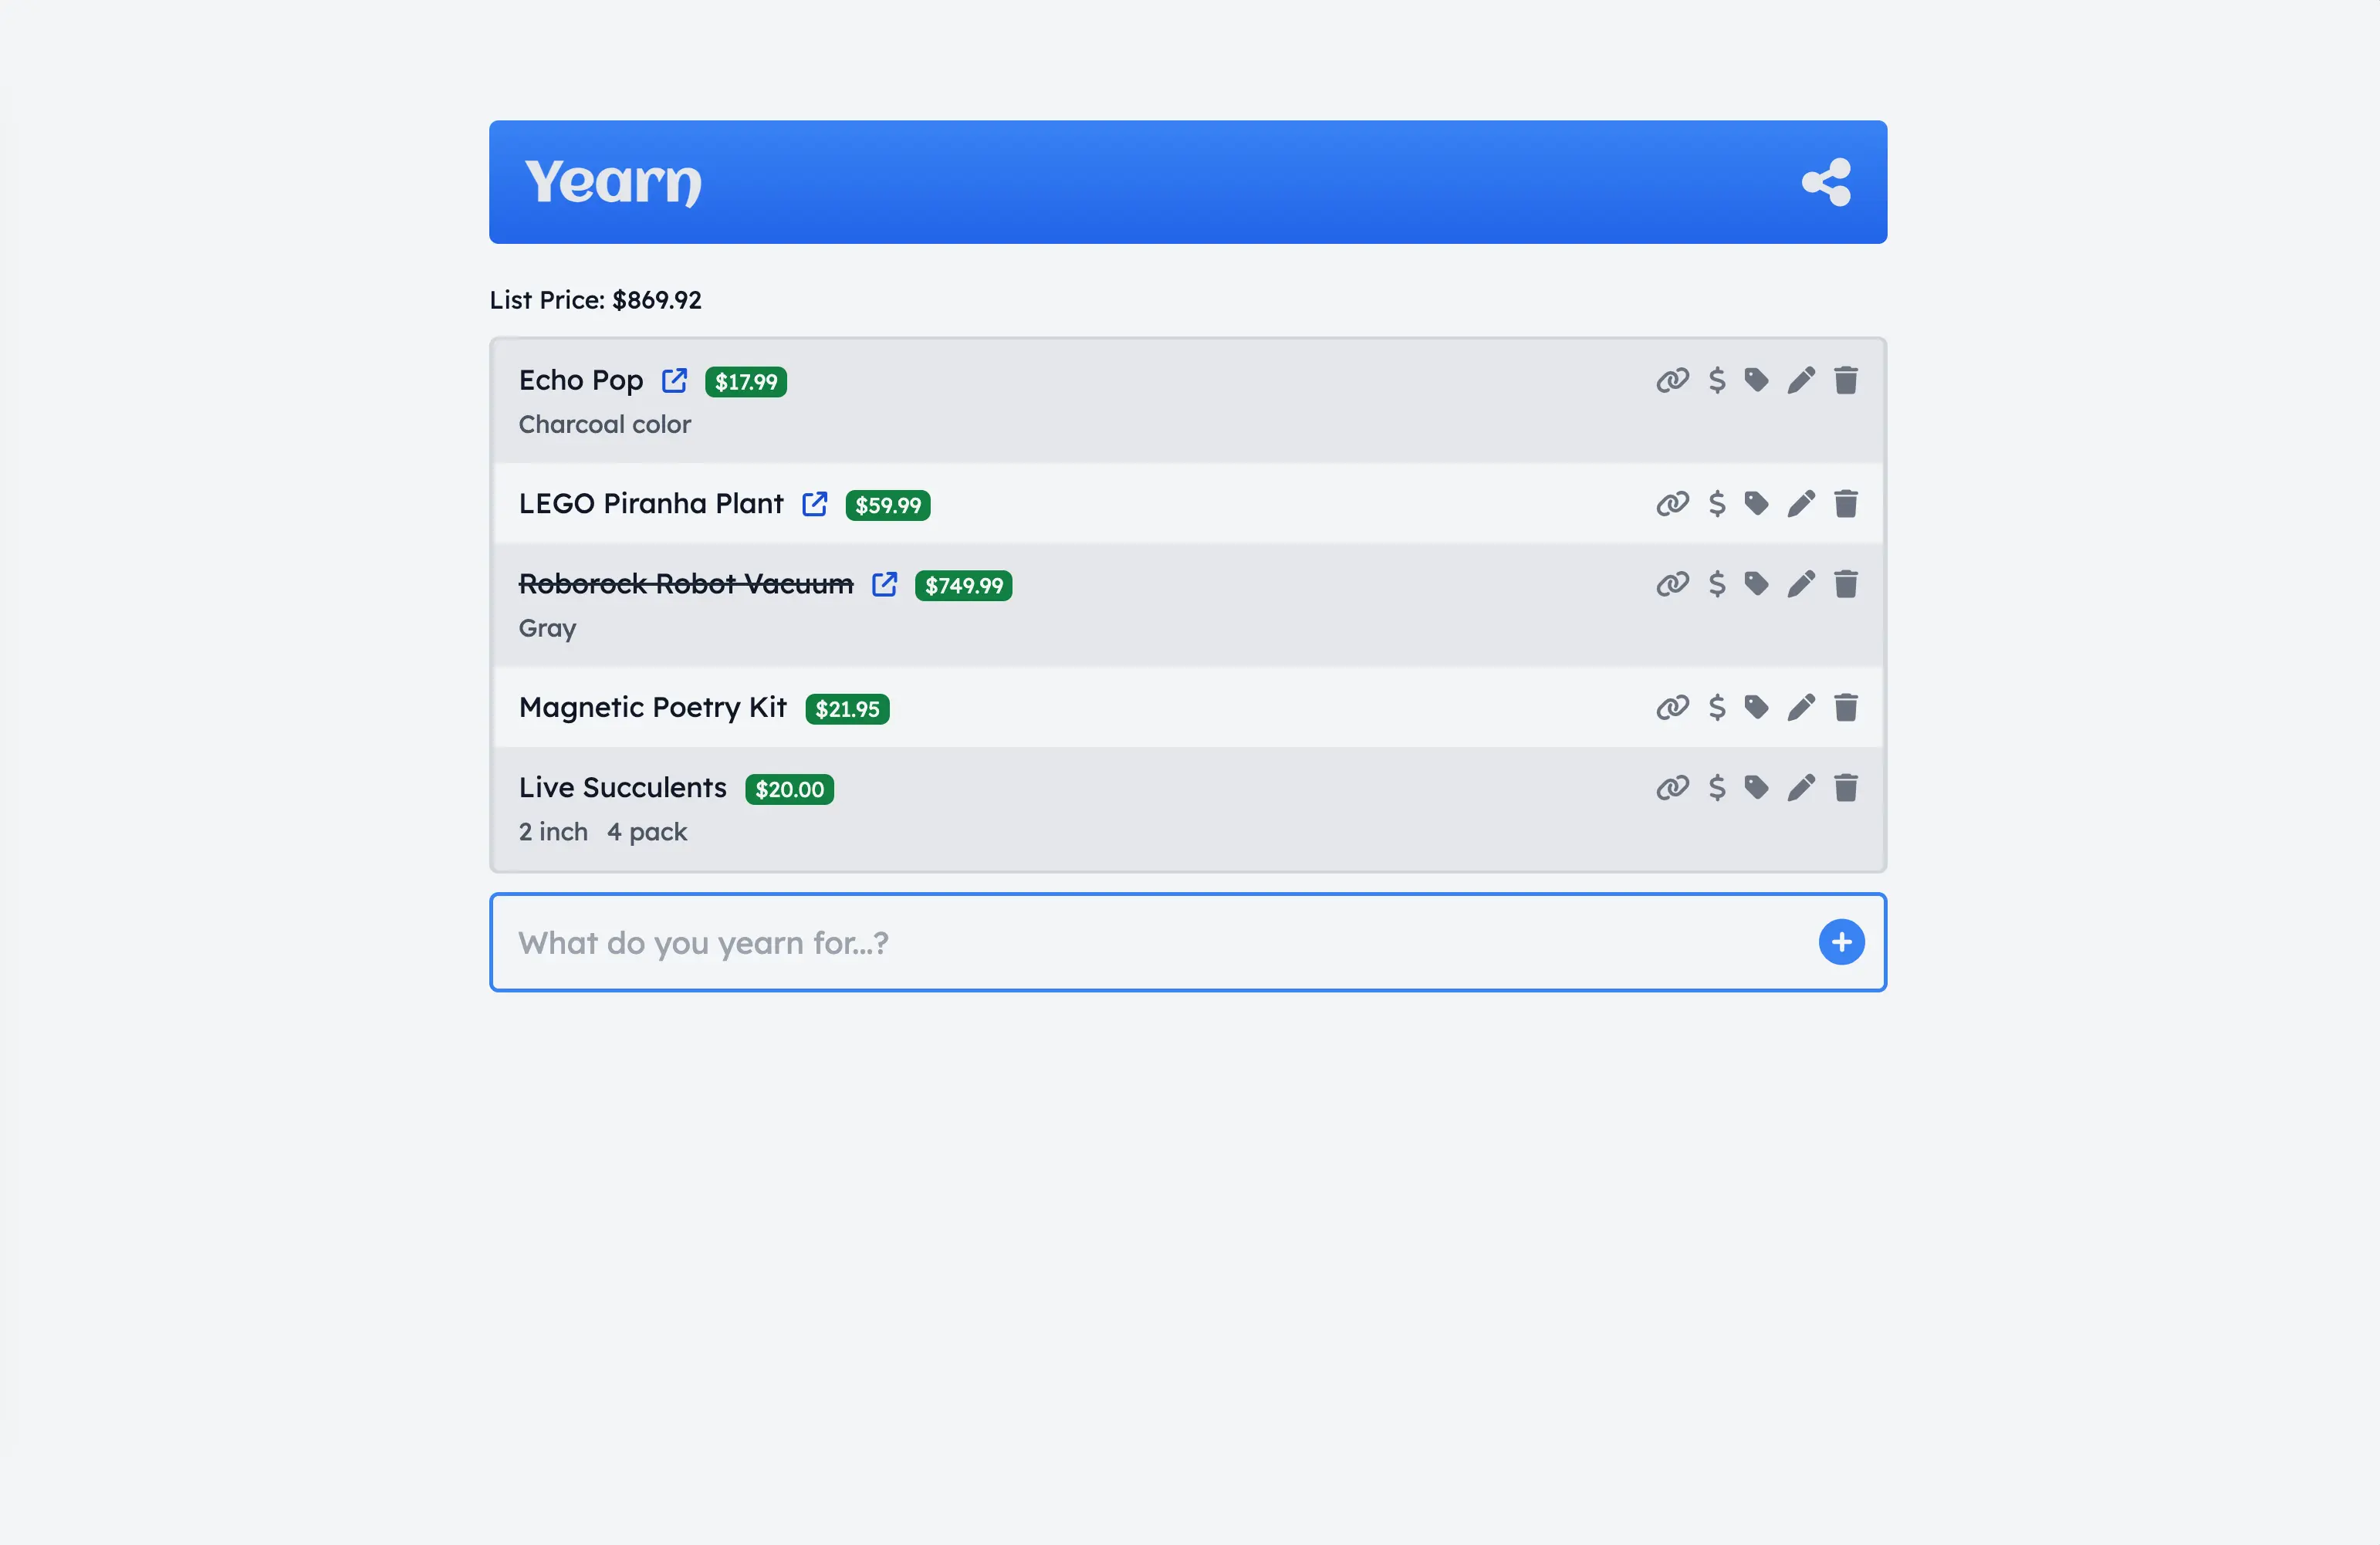 Yearn
List Price: $869.92
Echo Pop $17.99
Charcoal color
LEGO Piranha Plant $59.99
Roborock Robot Vacuum $749.99
Gray
Magnetic Poetry Kit $21.95
Live Succulents $20.00
2 inch 4 pack
What do you yearn for...?